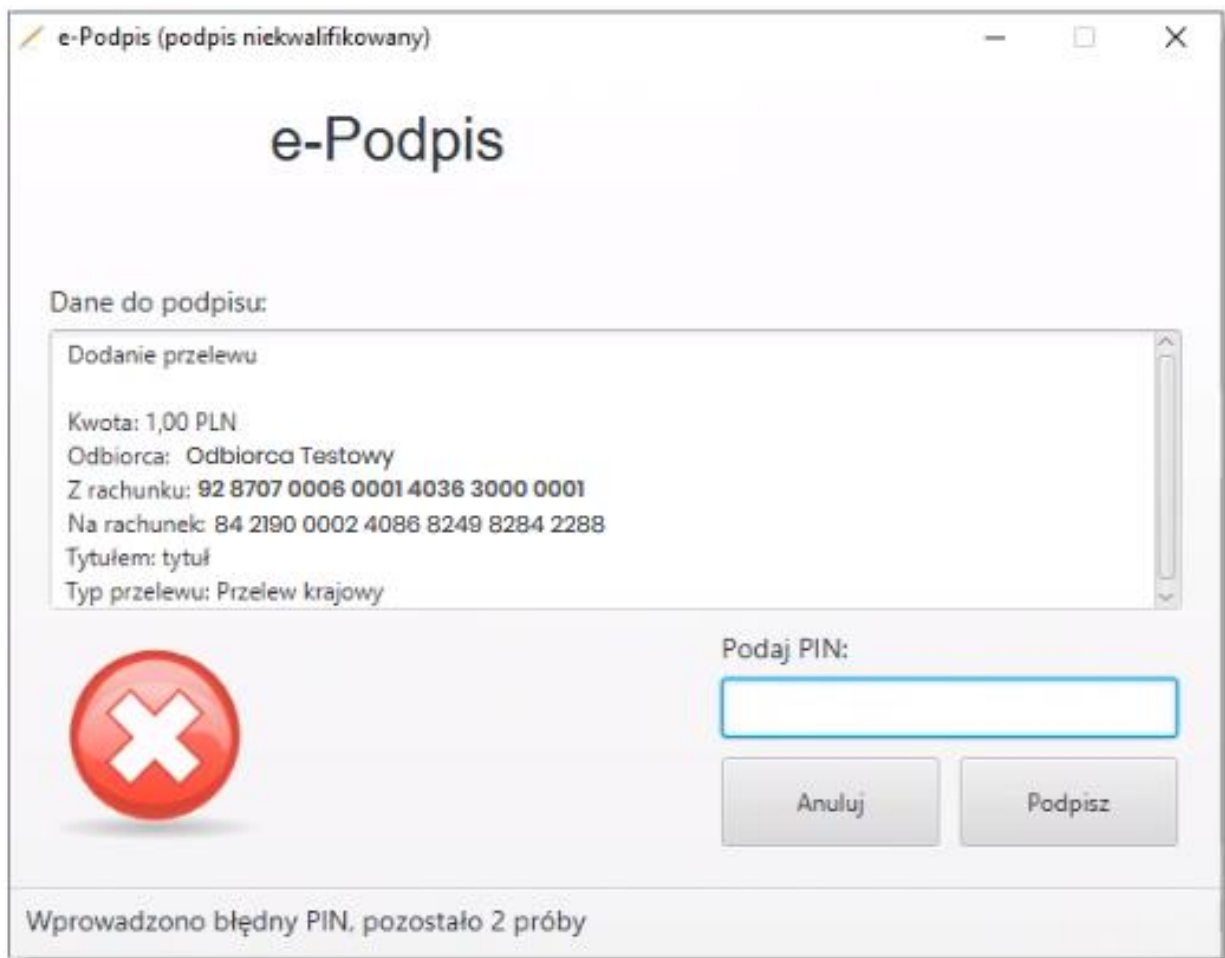 e-Podpis (podpis niekwalifikowany)
e-Podpis
Dane do podpisu:
Dodanie przelewu
Kwota: 1,00 PLN
Odbiorca: Odbiorca Testowy
Z rachunku: 92 8707 0006 0001 4036 3000 0001
Na rachunek: 84 2190 0002 4086 8249 8284 2288
Tytułem: tytuł
Typ przelewu: Przelew krajowy
Podaj PIN:
Anuluj
Podpisz
Wprowadzono błędny PIN, pozostało 2 próby